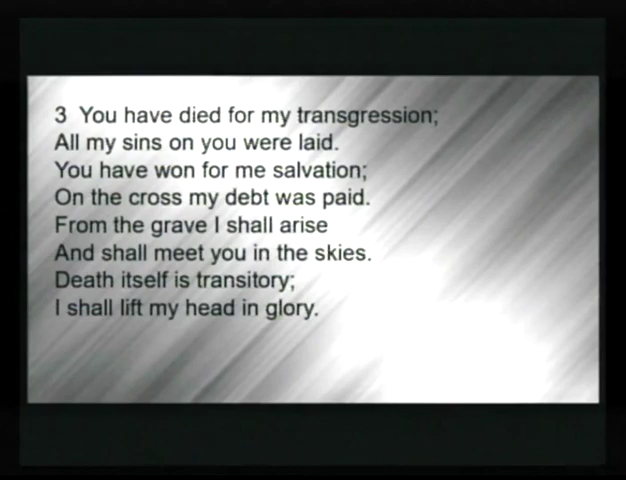 3 You have died for my transgression;
All my sins on you were laid.
You have won for me salvation;
On the cross my debt was paid.
From the grave I shall arise
And shall meet you in the skies.
Death itself is transitory;
I shall lift my head in glory.